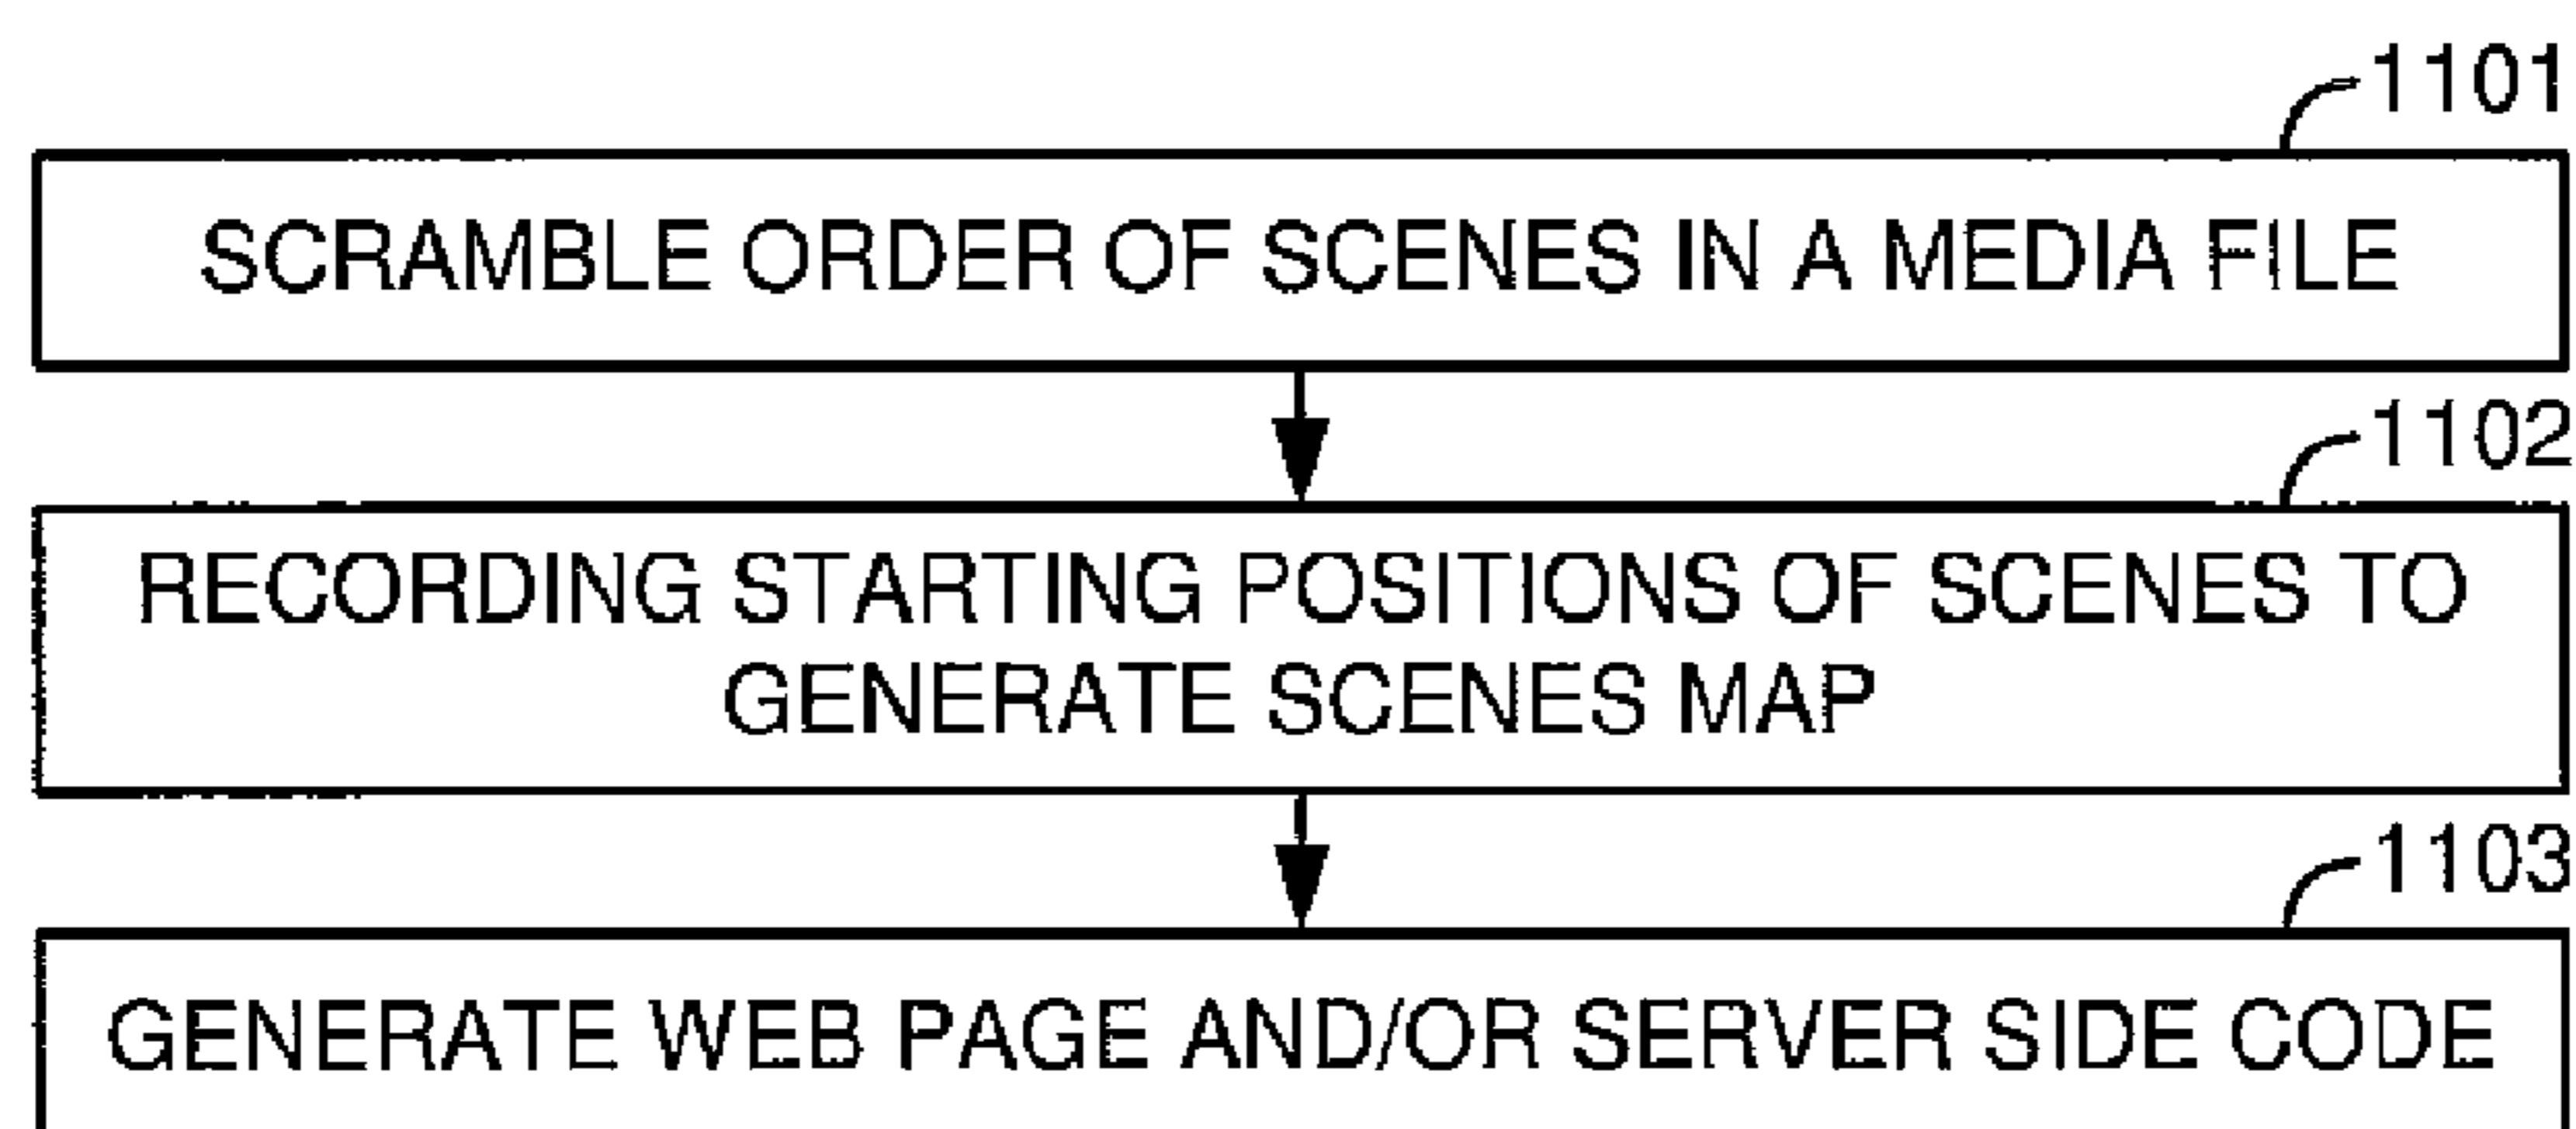 1101
SCRAMBLE ORDER OF SCENES IN A MEDIA FILE
1102
RECORDING STARTING POSITIONS OF SCENES TO
GENERATE SCENES MAP
1103
GENERATE WEB PAGE AND/OR SERVER SIDE CODE